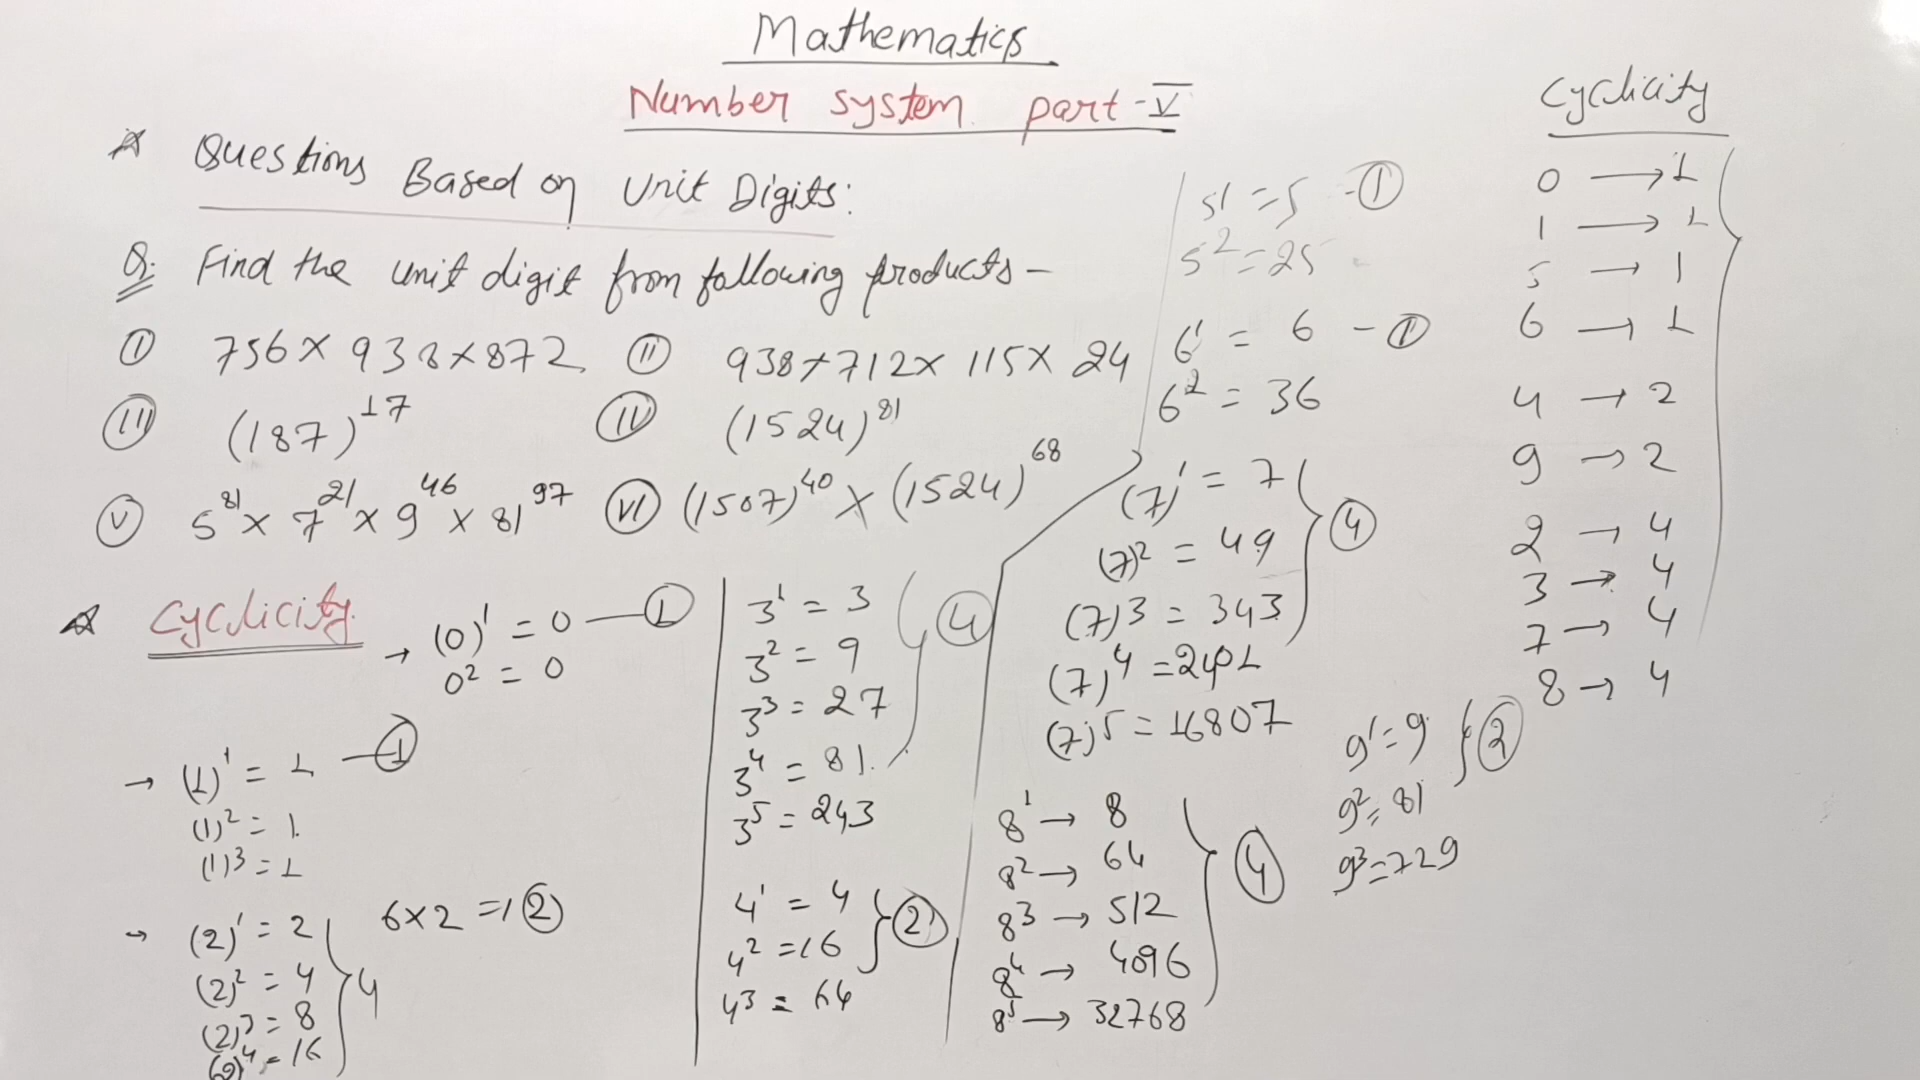 Mathematics
Number system part-V
Questions Based on Unit Digits:
Q. Find the unit digit from following products -
(I) 756 × 938 × 872 (II) 938 × 712 × 115 × 24
(III) (187)^17 (IV) (1524)^81
(V) 5^81 × 7^21 × 9^46 × 81^97 (VI) (1507)^40 × (1524)^68
Cyclicity
→ (0)^1 = 0 — (1)
0^2 = 0
→ (1)^1 = 1 — (1)
(1)^2 = 1
(1)^3 = 1
→ (2)^1 = 2
(2)^2 = 4
(2)^3 = 8
(2)^4 = 16
4
6×2 = 12
3^1 = 3
3^2 = 9
3^3 = 27
3^4 = 81
3^5 = 243
4
4^1 = 4
4^2 = 16
4^3 = 64
2
5^1 = 5 - (1)
5^2 = 25
6^1 = 6 - (1)
6^2 = 36
(7)^1 = 7
(7)^2 = 49
(7)^3 = 343
(7)^4 = 2401
(7)^5 = 16807
4
8^1 → 8
8^2 → 64
8^3 → 512
8^4 → 4096
8^5 → 32768
4
9^1 = 9
9^2 = 81
9^3 = 729
2
Cyclicity
0 → 1
1 → 1
5 → 1
6 → 1
4 → 2
9 → 2
2 → 4
3 → 4
7 → 4
8 → 4